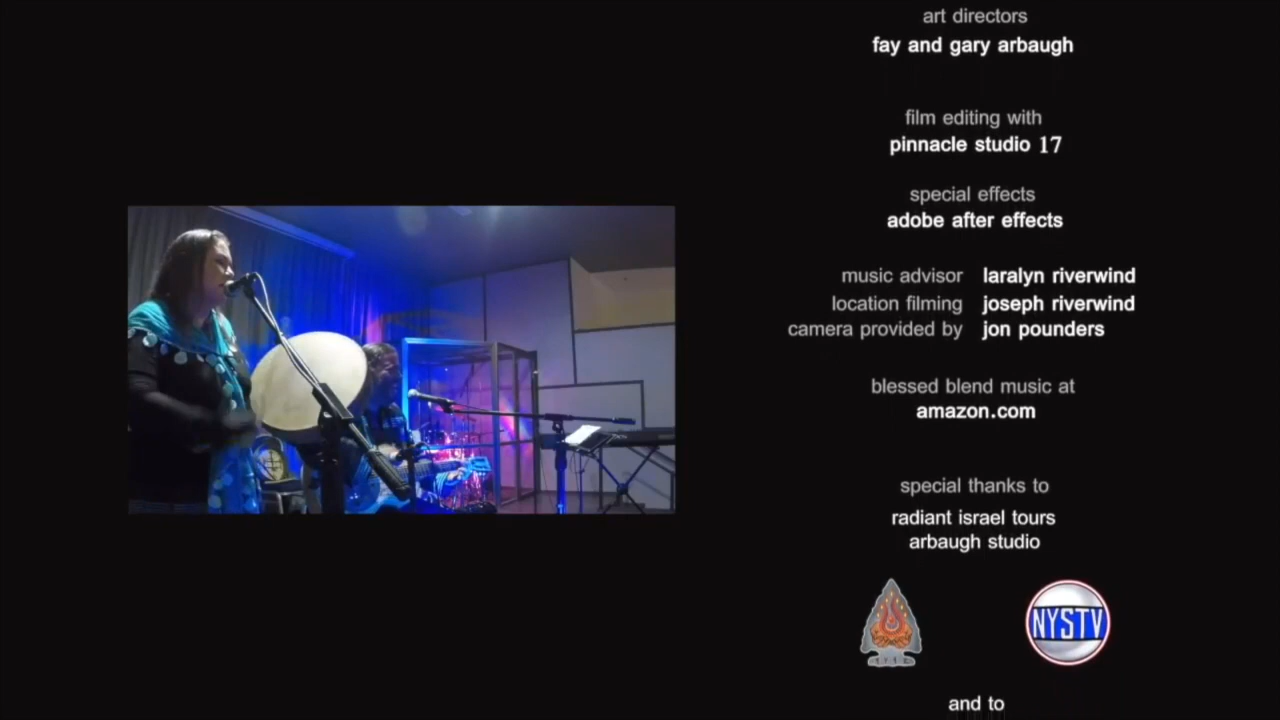 art directors
fay and gary arbaugh
film editing with
pinnacle studio 17
special effects
adobe after effects
music advisor laralyn riverwind
location filming joseph riverwind
camera provided by jon pounders
blessed blend music at
amazon.com
special thanks to
radiant israel tours
arbaugh studio
NYSTV
and to